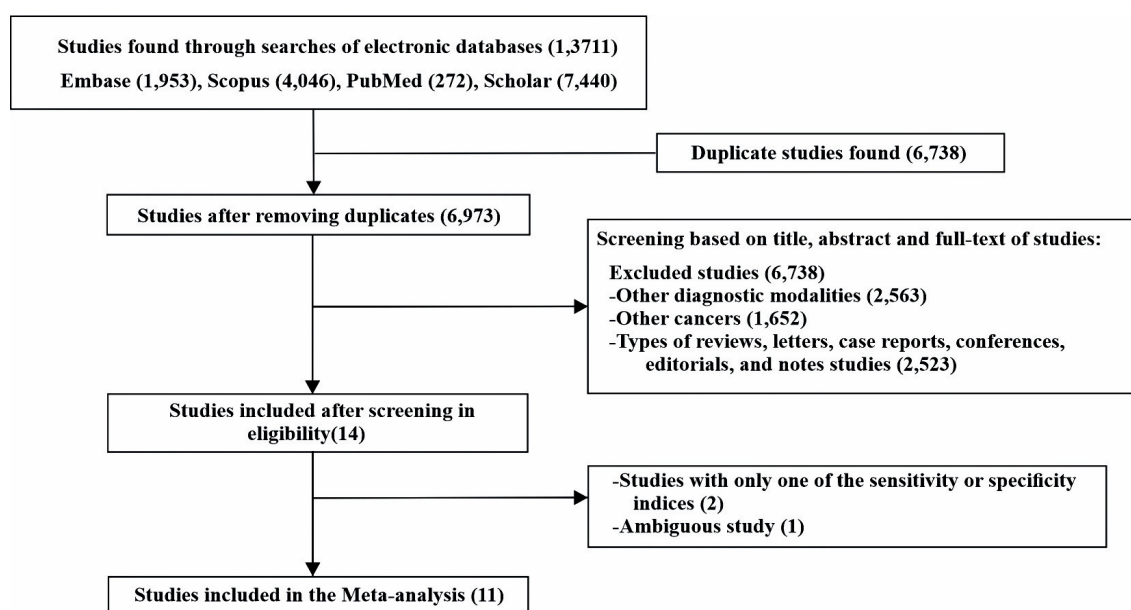 Studies found through searches of electronic databases (1,3711)
Embase (1,953), Scopus (4,046), PubMed (272), Scholar (7,440)
Duplicate studies found (6,738)
Studies after removing duplicates (6,973)
Screening based on title, abstract and full-text of studies:
Excluded studies (6,738)
-Other diagnostic modalities (2,563)
-Other cancers (1,652)
-Types of reviews, letters, case reports, conferences,
editorials, and notes studies (2,523)
Studies included after screening in
eligibility(14)
-Studies with only one of the sensitivity or specificity
indices (2)
-Ambiguous study (1)
Studies included in the Meta-analysis (11)